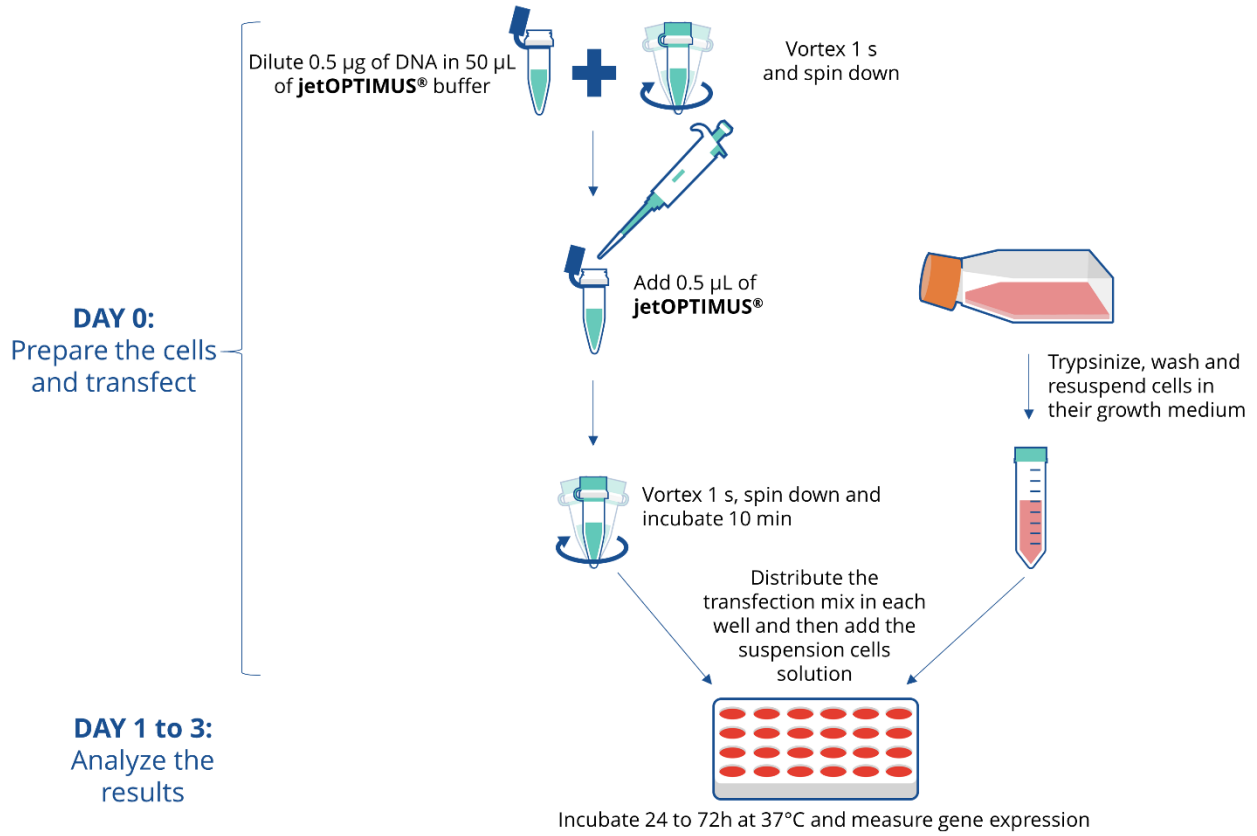 Dilute 0.5 µg of DNA in 50 µL
of jetOPTIMUS® buffer
Vortex 1 s
and spin down
Add 0.5 µL of
jetOPTIMUS®
DAY 0:
Prepare the cells
and transfect
Trypsinize, wash and
resuspend cells in
their growth medium
Vortex 1 s, spin down and
incubate 10 min
Distribute the
transfection mix in each
well and then add the
suspension cells
solution
DAY 1 to 3:
Analyze the
results
Incubate 24 to 72h at 37°C and measure gene expression